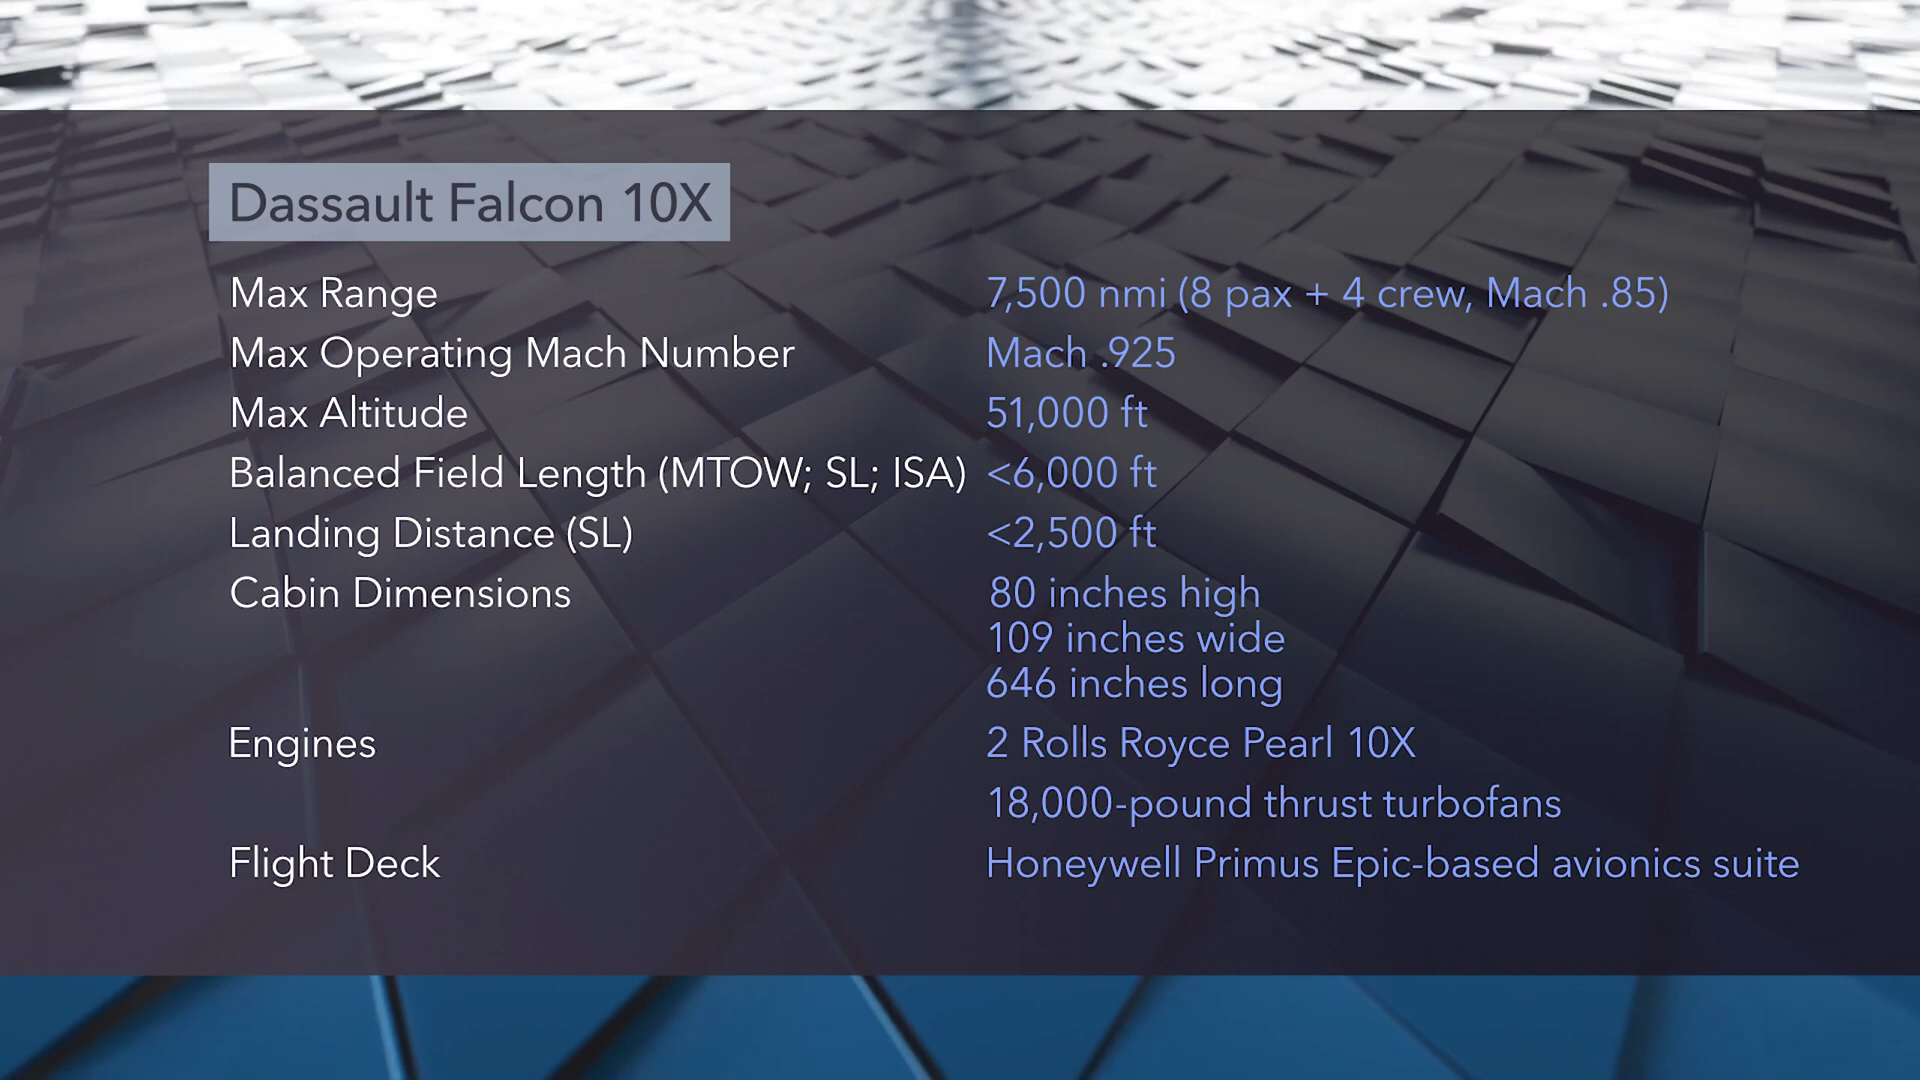 Dassault Falcon 10X
Max Range 7,500 nmi (8 pax + 4 crew, Mach .85)
Max Operating Mach Number Mach .925
Max Altitude 51,000 ft
Balanced Field Length (MTOW; SL; ISA) <6,000 ft
Landing Distance (SL) <2,500 ft
Cabin Dimensions 80 inches high
109 inches wide
646 inches long
Engines 2 Rolls Royce Pearl 10X
18,000-pound thrust turbofans
Flight Deck Honeywell Primus Epic-based avionics suite